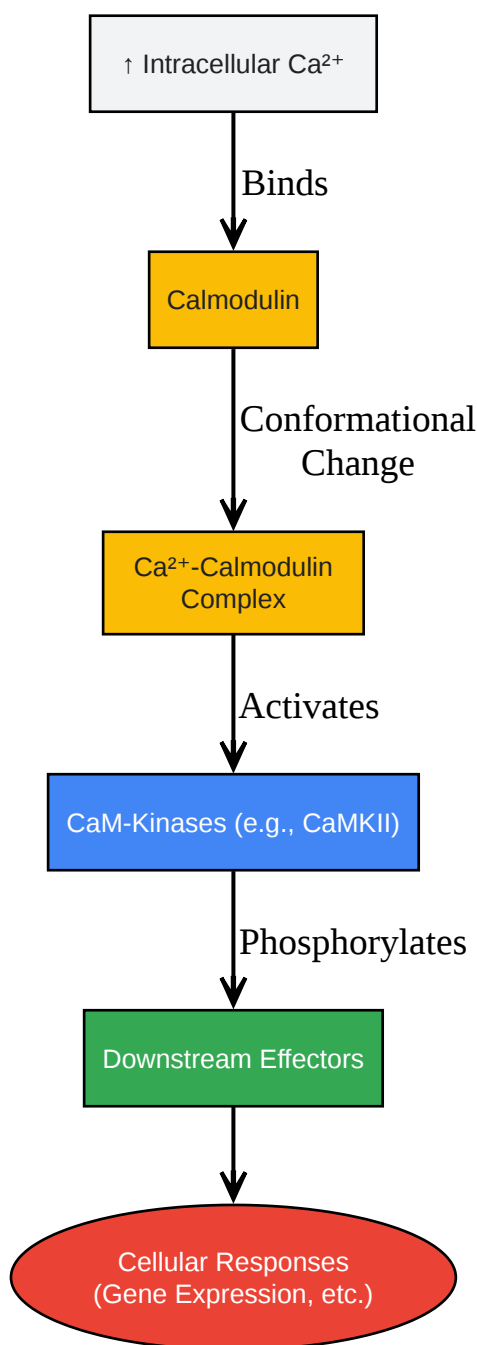 ↑ Intracellular Ca²⁺
Binds
Calmodulin
Conformational
Change
Ca²⁺-Calmodulin
Complex
Activates
CaM-Kinases (e.g., CaMKII)
Phosphorylates
Downstream Effectors
Cellular Responses
(Gene Expression, etc.)